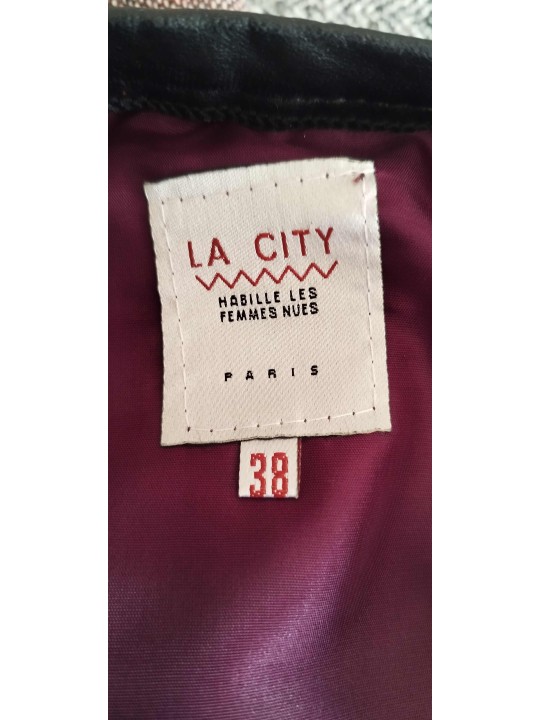 LA CITY
HABILLE LES
FEMMES NUES
PARIS
38